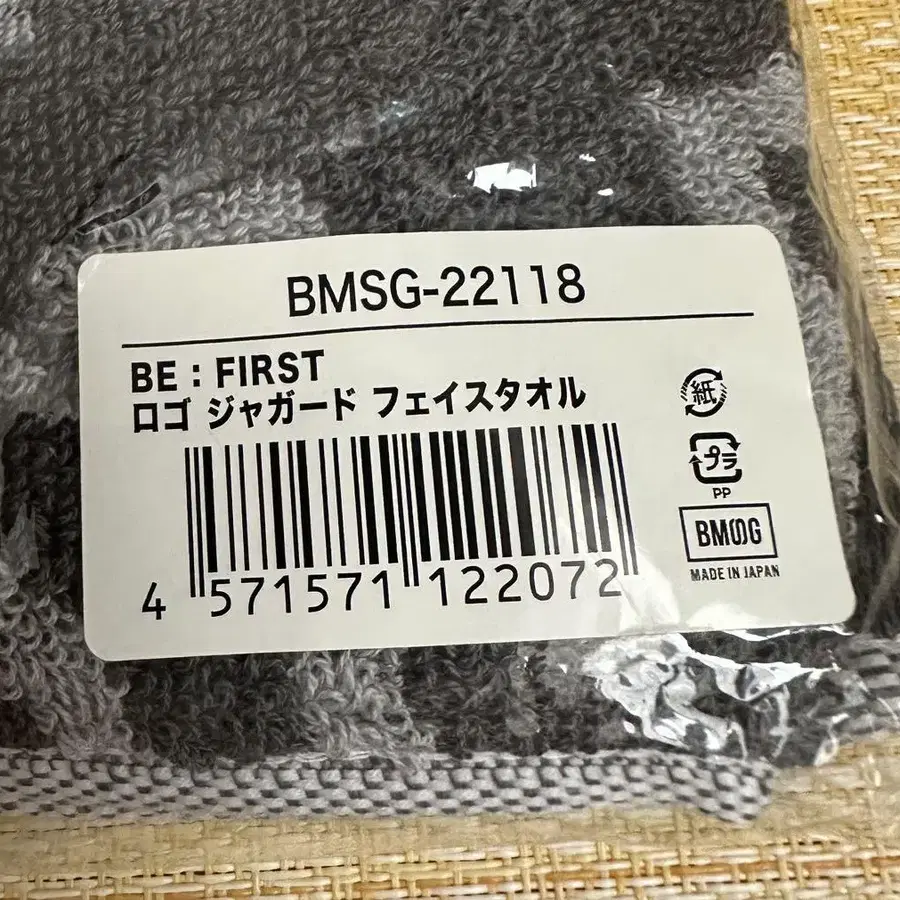 BMSG-22118
BE : FIRST
ロゴ ジャガード フェイスタオル
4 571571 122072
紙
プラ
PP
BMSG
MADE IN JAPAN